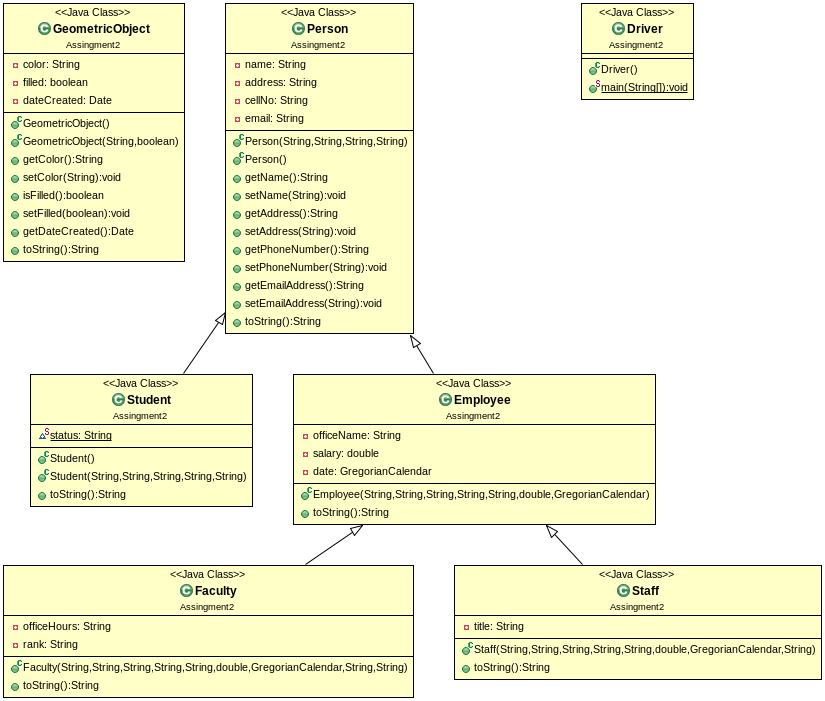 <<Java Class>>
GeometricObject
Assingment2
color: String
filled: boolean
dateCreated: Date
GeometricObject()
GeometricObject(String,boolean)
getColor():String
setColor(String):void
isFilled():boolean
setFilled(boolean):void
getDateCreated():Date
toString():String
<<Java Class>>
Person
Assingment2
name: String
address: String
cellNo: String
email: String
Person(String,String,String,String)
Person()
getName():String
setName(String):void
getAddress():String
setAddress(String):void
getPhoneNumber():String
setPhoneNumber(String):void
getEmailAddress():String
setEmailAddress(String):void
toString():String
<<Java Class>>
Driver
Assingment2
Driver()
main(String[]):void
<<Java Class>>
Student
Assingment2
status: String
Student()
Student(String,String,String,String,String)
toString():String
<<Java Class>>
Employee
Assingment2
officeName: String
salary: double
date: GregorianCalendar
Employee(String,String,String,String,String,double,GregorianCalendar)
toString():String
<<Java Class>>
Faculty
Assingment2
officeHours: String
rank: String
Faculty(String,String,String,String,String,double,GregorianCalendar,String,String)
toString():String
<<Java Class>>
Staff
Assingment2
title: String
Staff(String,String,String,String,String,double,GregorianCalendar,String)
toString():String